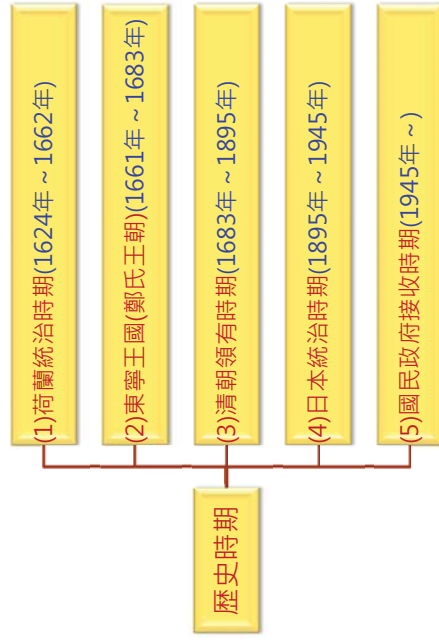 歷史時期
(1)荷蘭統治時期(1624年~1662年)
(2)東寧王國(鄭氏王朝)(1661年~1683年)
(3)清朝領有時期(1683年~1895年)
(4)日本統治時期(1895年~1945年)
(5)國民政府接收時期(1945年~)